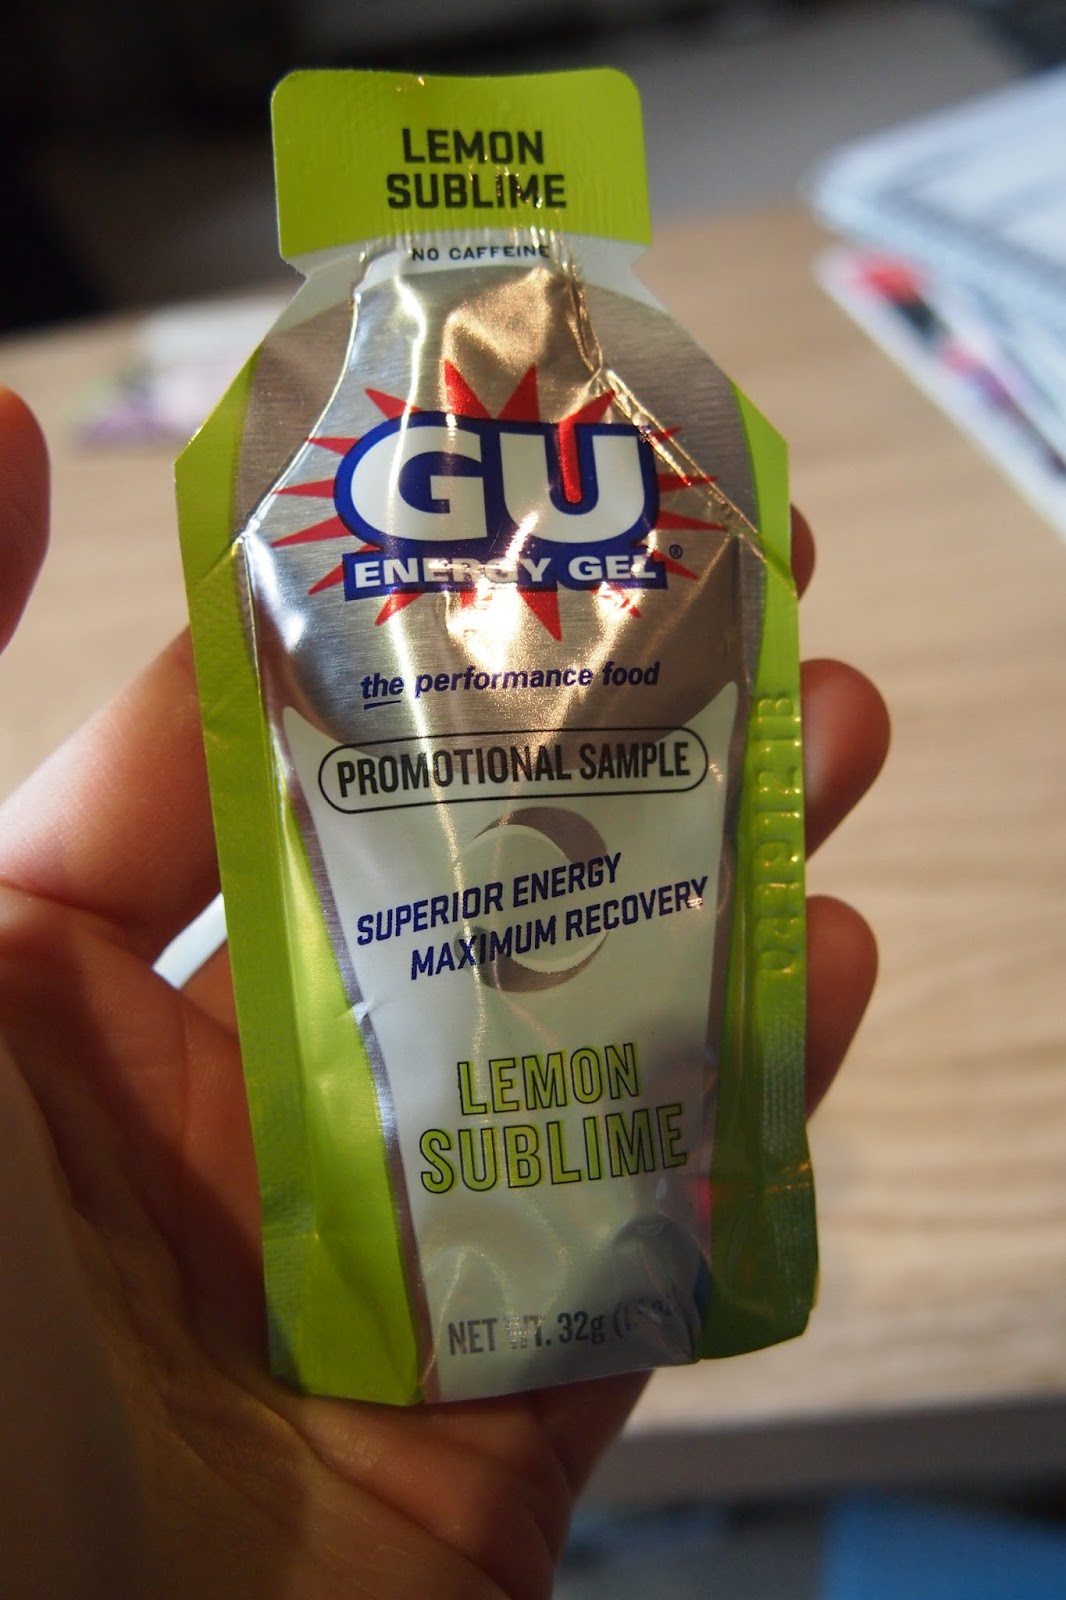 LEMON
SUBLIME
NO CAFFEINE
GU
ENERGY GEL®
the performance food
PROMOTIONAL SAMPLE
SUPERIOR ENERGY
MAXIMUM RECOVERY
LEMON
SUBLIME
NET WT. 32g